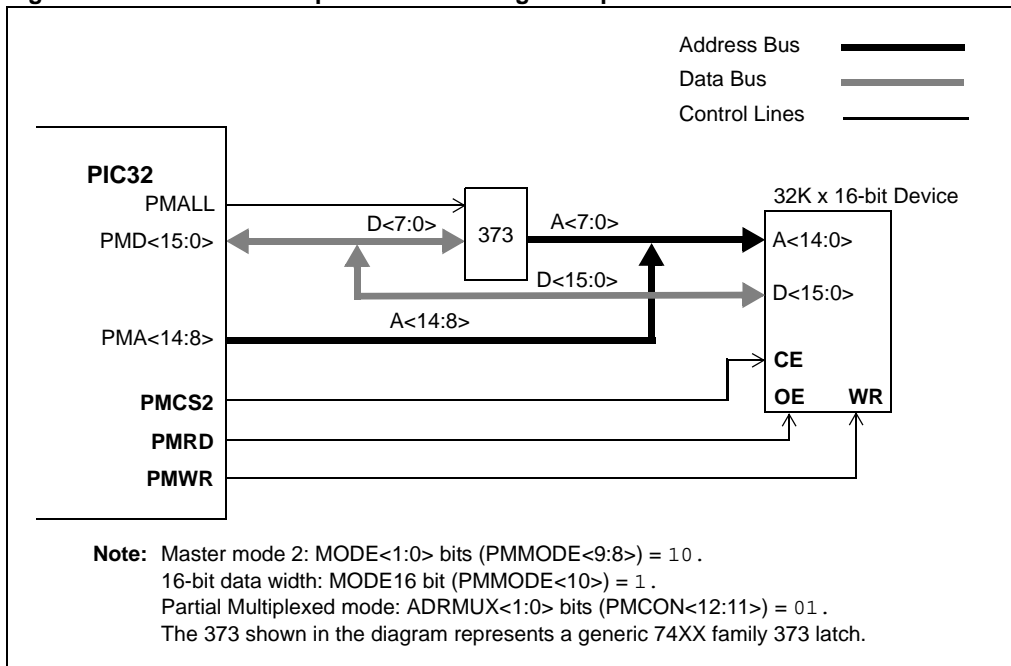 Address Bus
Data Bus
Control Lines
PIC32
PMALL
PMD<15:0>
D<7:0>
373
A<7:0>
32K x 16-bit Device
A<14:0>
D<15:0>
D<15:0>
PMA<14:8>
A<14:8>
CE
PMCS2
OE WR
PMRD
PMWR
Note: Master mode 2: MODE<1:0> bits (PMMODE<9:8>) = 10.
16-bit data width: MODE16 bit (PMMODE<10>) = 1.
Partial Multiplexed mode: ADRMUX<1:0> bits (PMCON<12:11>) = 01.
The 373 shown in the diagram represents a generic 74XX family 373 latch.